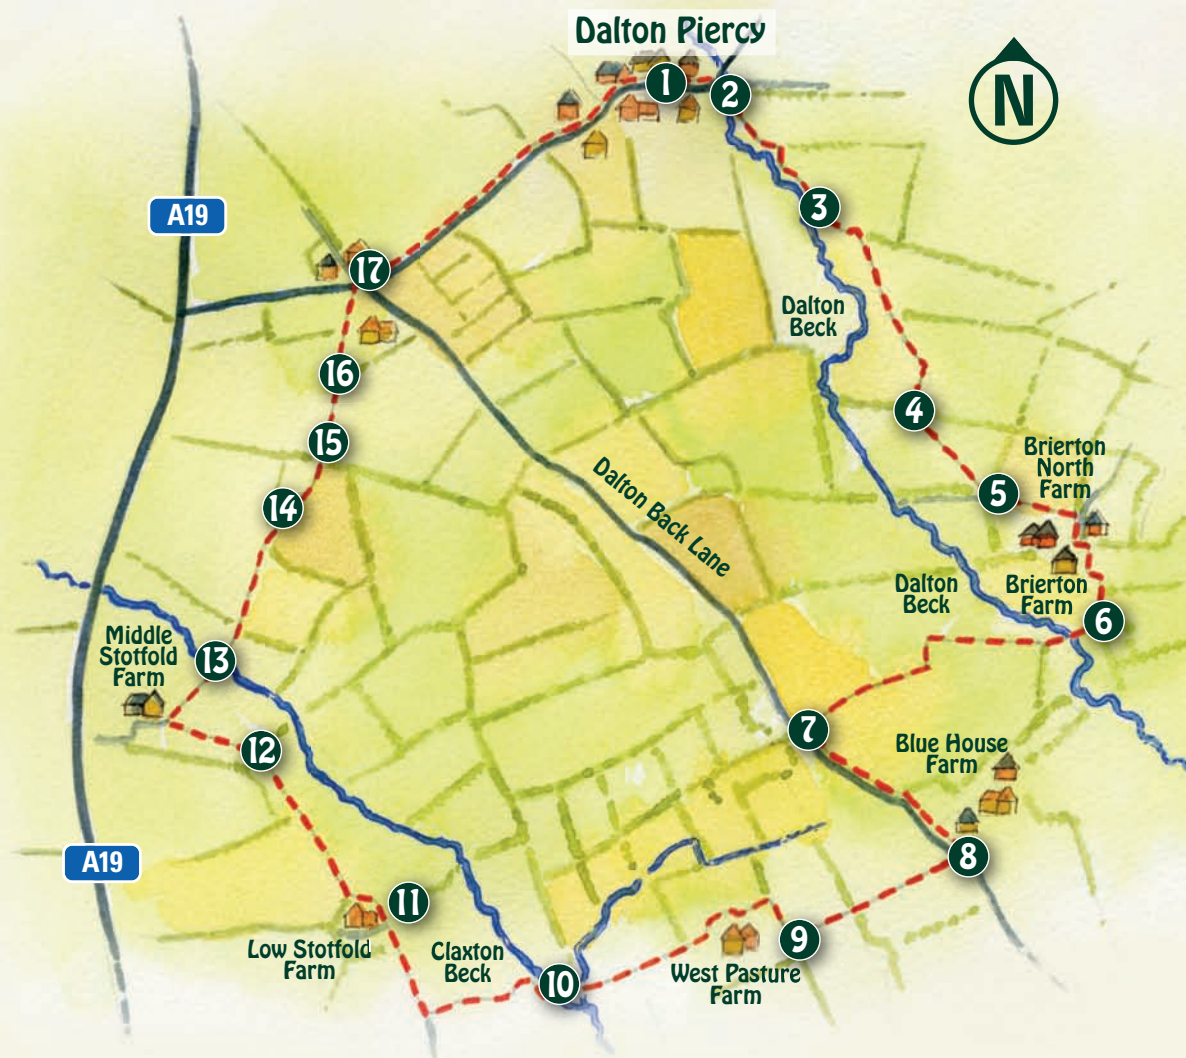 Dalton Piercy
N
1
2
A19
3
17
Dalton
Beck
16
4
15
Brierton
North
Farm
Dalton Back Lane
5
14
Dalton
Beck
Brierton
Farm
6
Middle
Stotfold
Farm
13
7
12
Blue House
Farm
A19
8
11
Low Stotfold
Farm
Claxton
Beck
9
West Pasture
Farm
10